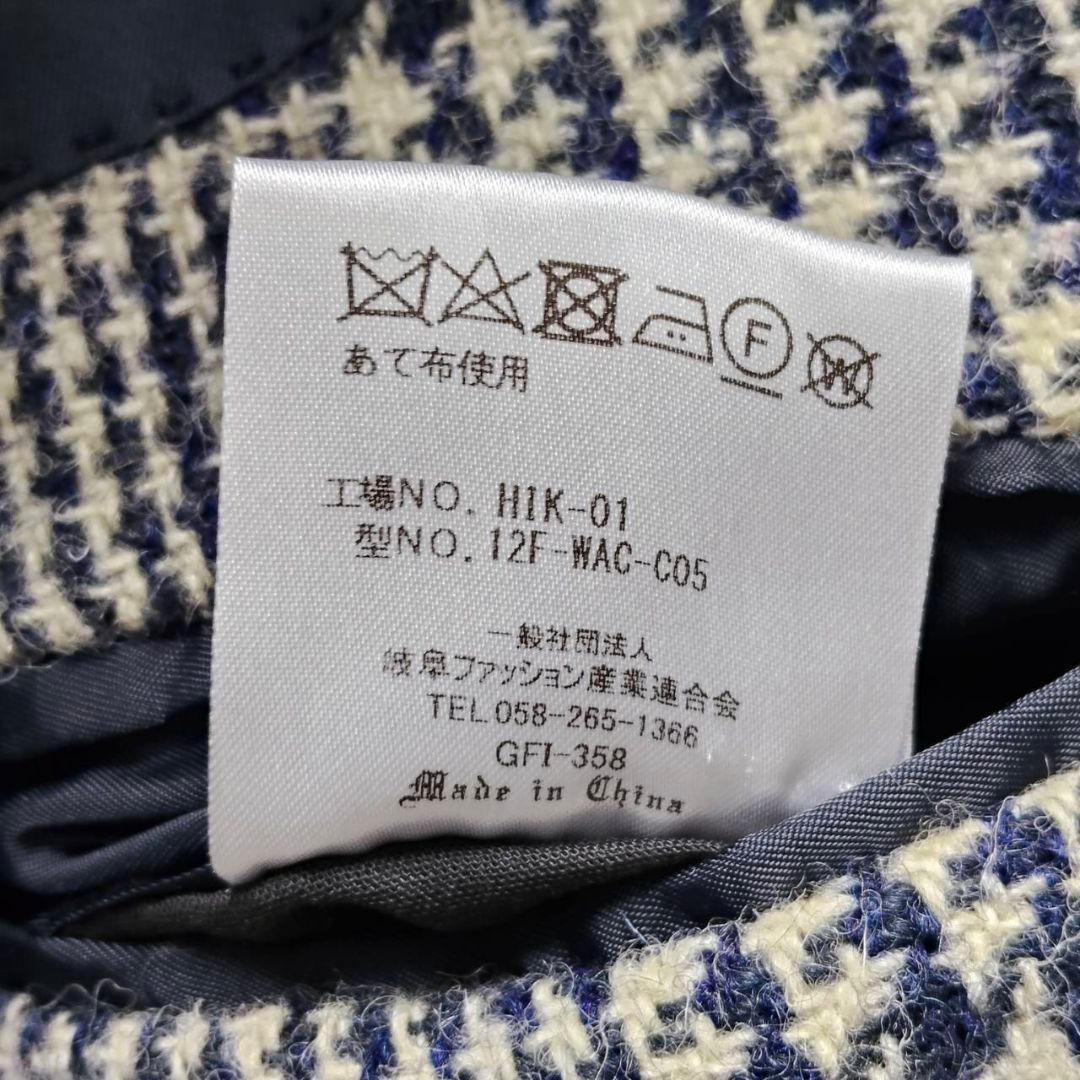 F W
あて布使用
工場NO. HIK-01
型NO. 12F-WAC-C05
一般社団法人
岐阜ファッション産業連合会
TEL058-265-1366
GFI-358
Made in China